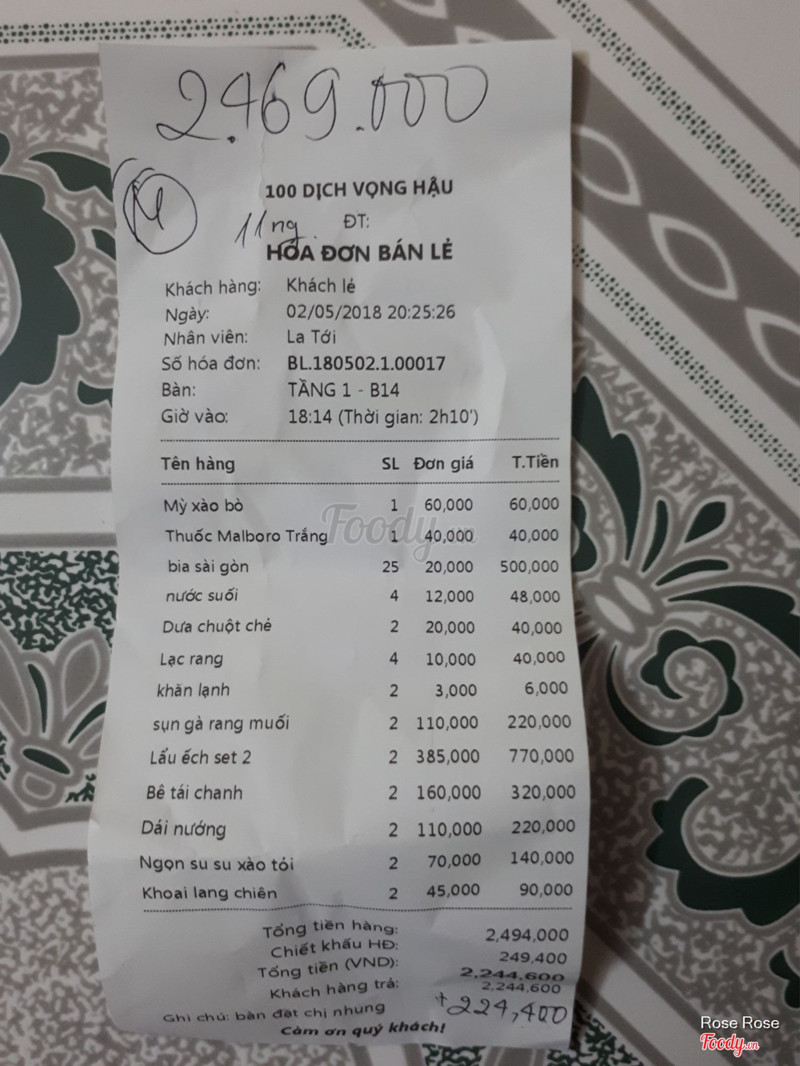 2.469.000
100 DỊCH VỌNG HẬU
M 11ng. ĐT:
HÓA ĐƠN BÁN LẺ
Khách hàng: Khách lẻ
Ngày: 02/05/2018 20:25:26
Nhân viên: La Tới
Số hóa đơn: BL.180502.1.00017
Bàn: TẦNG 1 - B14
Giờ vào: 18:14 (Thời gian: 2h10')
Tên hàng SL Đơn giá T.Tiền
Mỳ xào bò 1 60,000 60,000
Thuốc Malboro Trắng 1 40,000 40,000
bia sài gòn 25 20,000 500,000
nước suối 4 12,000 48,000
Dưa chuột chẻ 2 20,000 40,000
Lạc rang 4 10,000 40,000
khăn lạnh 2 3,000 6,000
sụn gà rang muối 2 110,000 220,000
Lẩu ếch set 2 2 385,000 770,000
Bê tái chanh 2 160,000 320,000
Dái nướng 2 110,000 220,000
Ngọn su su xào tỏi 2 70,000 140,000
Khoai lang chiên 2 45,000 90,000
Tổng tiền hàng: 2,494,000
Chiết khấu HĐ: 249,400
Tổng tiền (VND): 2,244,600
Khách hàng trả: 2,244,600
Ghi chú: bàn đặt chị nhung +224,400
Cảm ơn quý khách!
Foody.vn
Rose Rose
Foody.vn